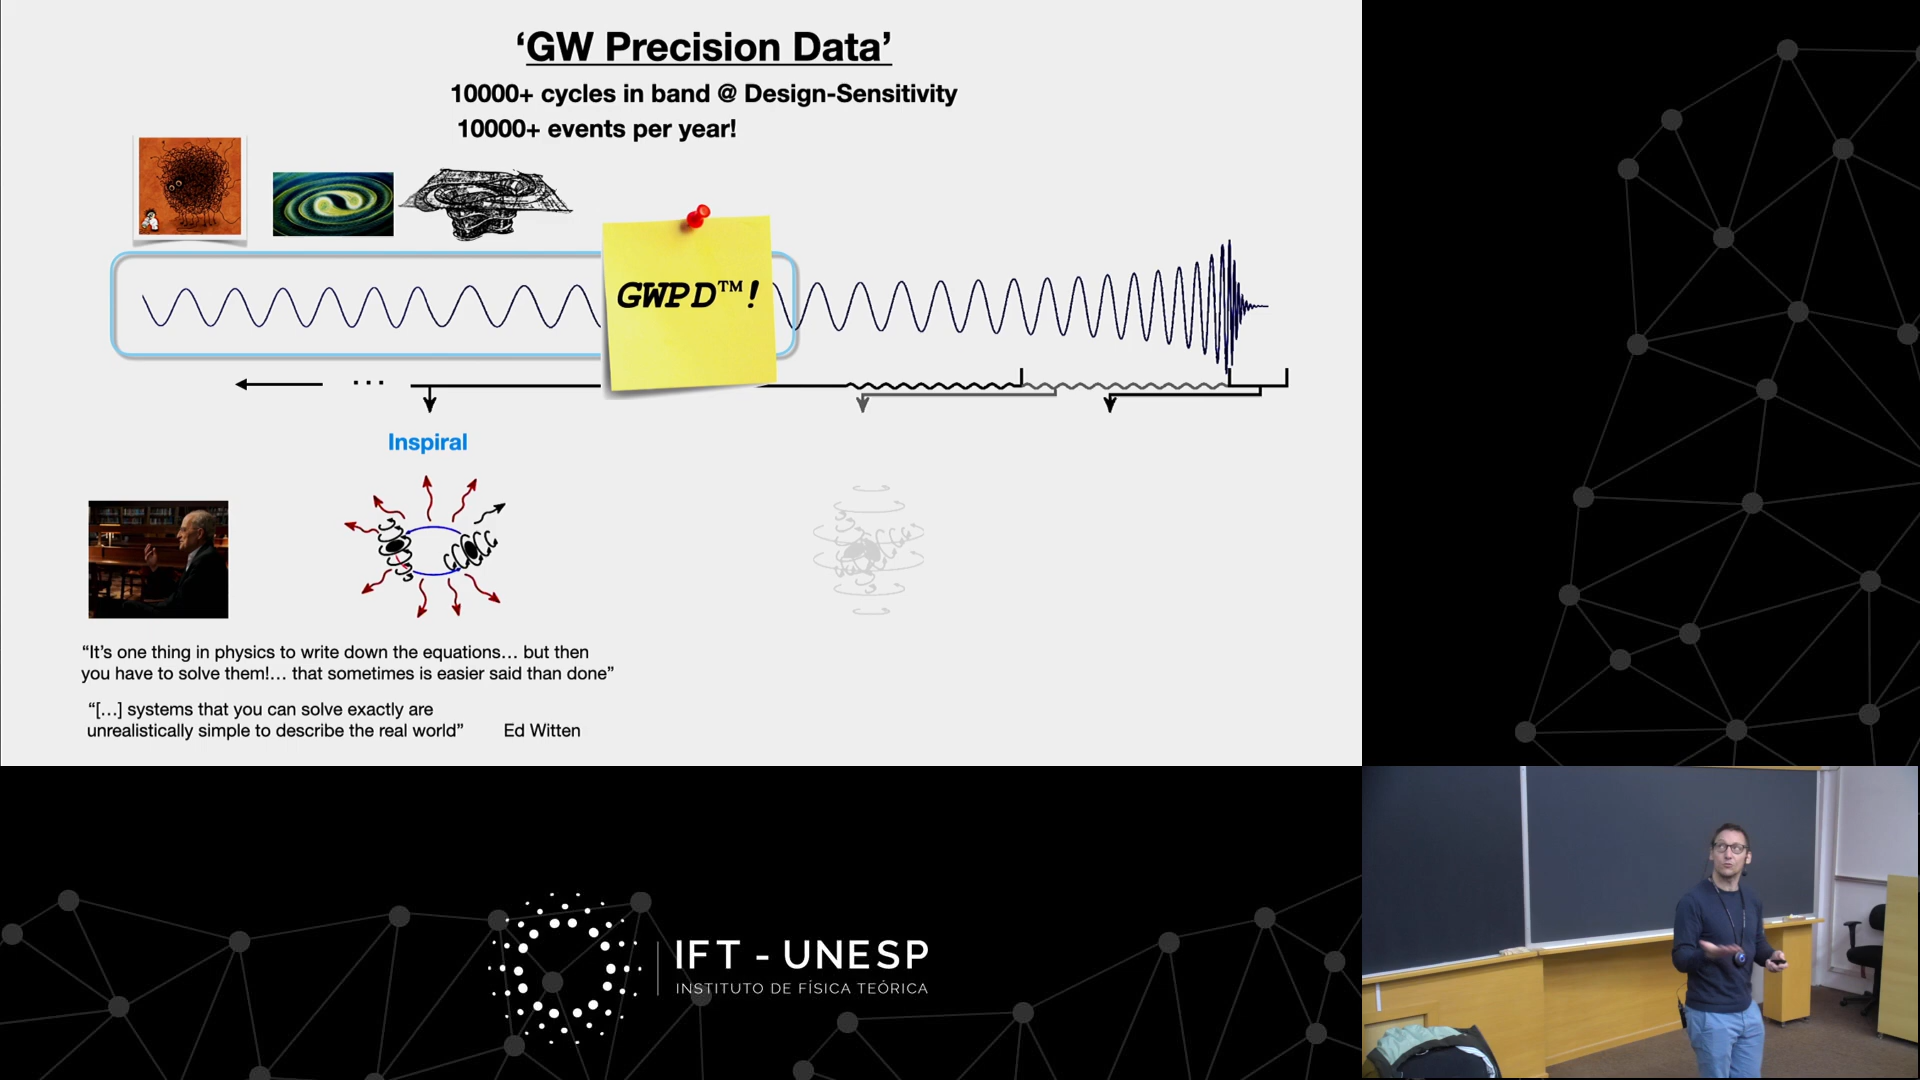 ‘GW Precision Data’
10000+ cycles in band @ Design-Sensitivity
10000+ events per year!
GWPD™!
Inspiral
“It’s one thing in physics to write down the equations… but then
you have to solve them!… that sometimes is easier said than done”
“[…] systems that you can solve exactly are
unrealistically simple to describe the real world” Ed Witten
IFT - UNESP
INSTITUTO DE FÍSICA TEÓRICA